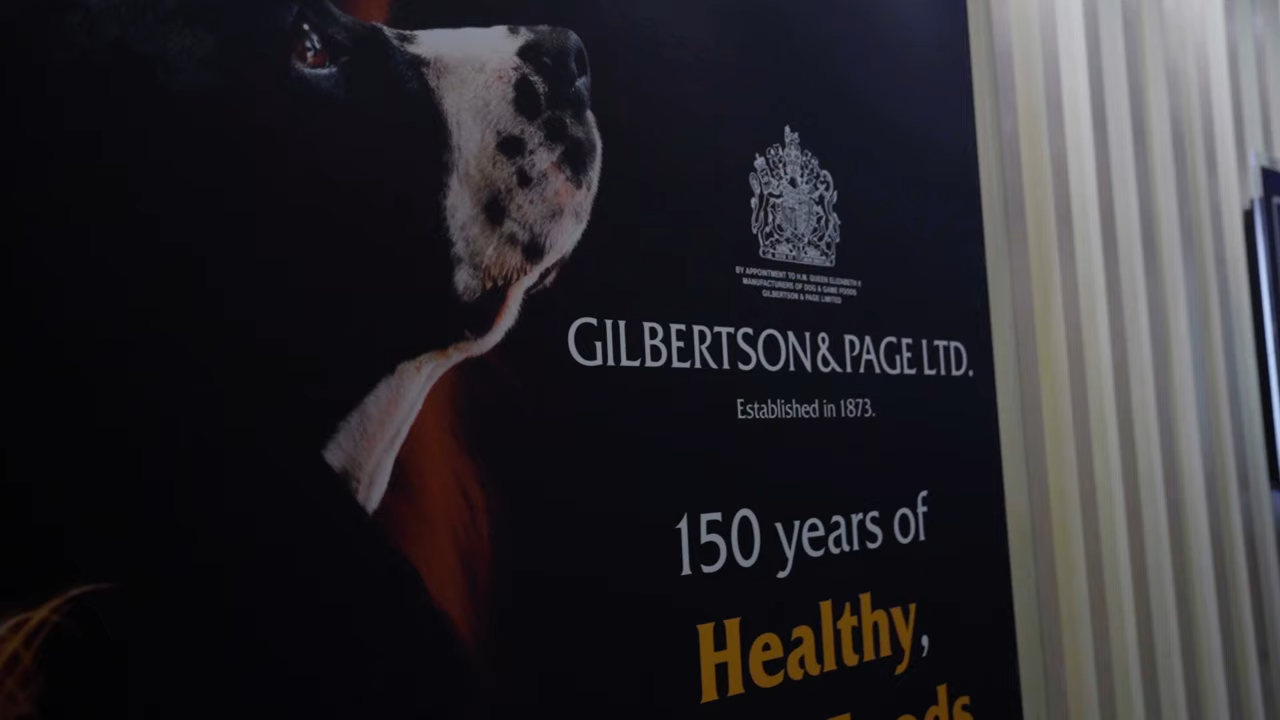 BY APPOINTMENT TO H.M. QUEEN ELIZABETH II
MANUFACTURERS OF DOG & GAME FOODS
GILBERTSON & PAGE LIMITED
GILBERTSON & PAGE LTD.
Established in 1873.
150 years of
Healthy,